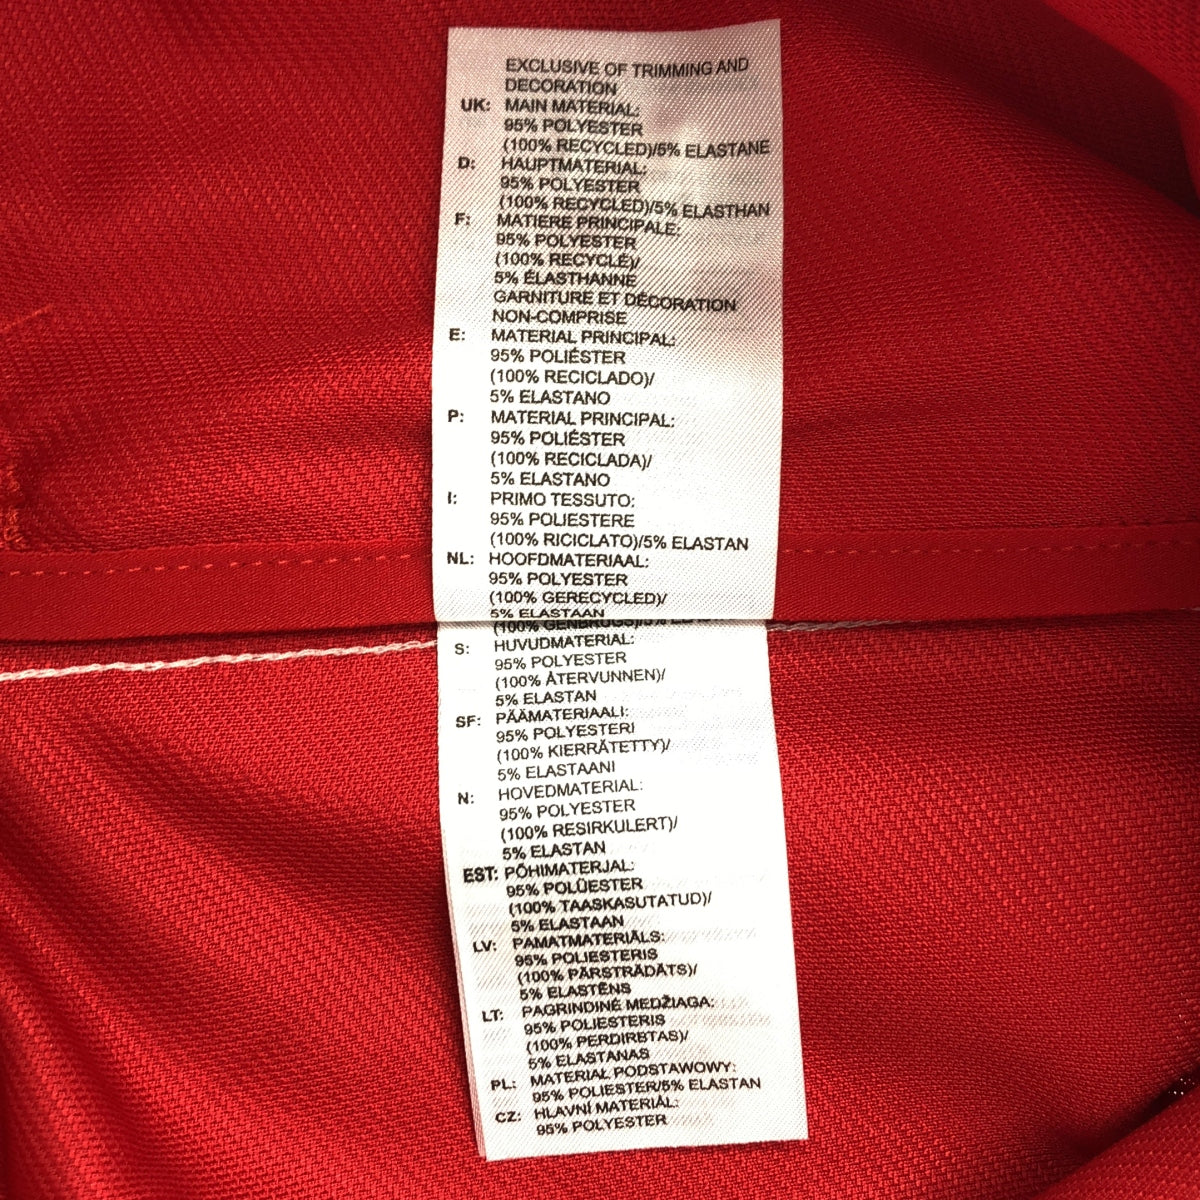 EXCLUSIVE OF TRIMMING AND
DECORATION
UK: MAIN MATERIAL:
95% POLYESTER
(100% RECYCLED)/5% ELASTANE
D: HAUPTMATERIAL:
95% POLYESTER
(100% RECYCLED)/5% ELASTHAN
F: MATIERE PRINCIPALE:
95% POLYESTER
(100% RECYCLÉ)/
5% ÉLASTHANNE
GARNITURE ET DÉCORATION
NON-COMPRISE
E: MATERIAL PRINCIPAL:
95% POLIÉSTER
(100% RECICLADO)/
5% ELASTANO
P: MATERIAL PRINCIPAL:
95% POLIÉSTER
(100% RECICLADA)/
5% ELASTANO
I: PRIMO TESSUTO:
95% POLIESTERE
(100% RICICLATO)/5% ELASTAN
NL: HOOFDMATERIAAL:
95% POLYESTER
(100% GERECYCLED)/
5% ELASTAAN
(100%
S: HUVUDMATERIAL:
95% POLYESTER
(100% ÅTERVUNNEN)/
5% ELASTAN
SF: PÄÄMATERIAALI:
95% POLYESTERI
(100% KIERRÄTETTY)/
5% ELASTAANI
N: HOVEDMATERIAL:
95% POLYESTER
(100% RESIRKULERT)/
5% ELASTAN
EST: PÕHIMATERJAL:
95% POLÜESTER
(100% TAASKASUTATUD)/
5% ELASTAAN
LV: PAMATMATERIĀLS:
95% POLIESTERIS
(100% PĀRSTRĀDĀTS)/
5% ELASTĒNS
LT: PAGRINDINĖ MEDŽIAGA:
95% POLIESTERIS
(100% PERDIRBTAS)/
5% ELASTANAS
PL: MATERIAŁ PODSTAWOWY:
95% POLIESTER/5% ELASTAN
CZ: HLAVNÍ MATERIÁL:
95% POLYESTER